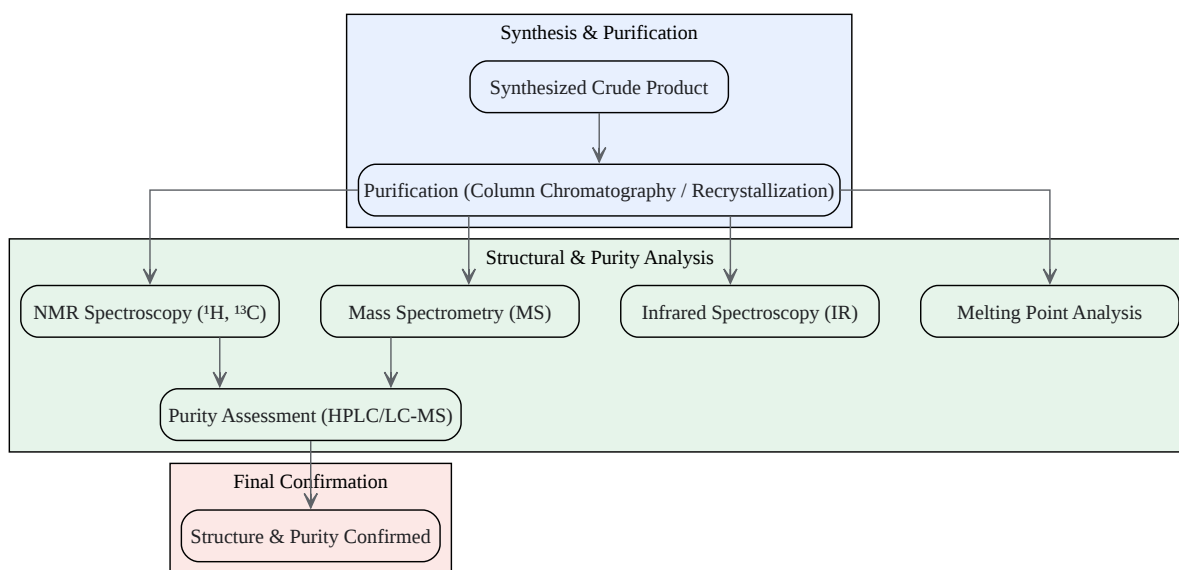 Synthesis & Purification
Synthesized Crude Product
Purification (Column Chromatography / Recrystallization)
Structural & Purity Analysis
NMR Spectroscopy (¹H, ¹³C)
Mass Spectrometry (MS)
Infrared Spectroscopy (IR)
Melting Point Analysis
Purity Assessment (HPLC/LC-MS)
Final Confirmation
Structure & Purity Confirmed